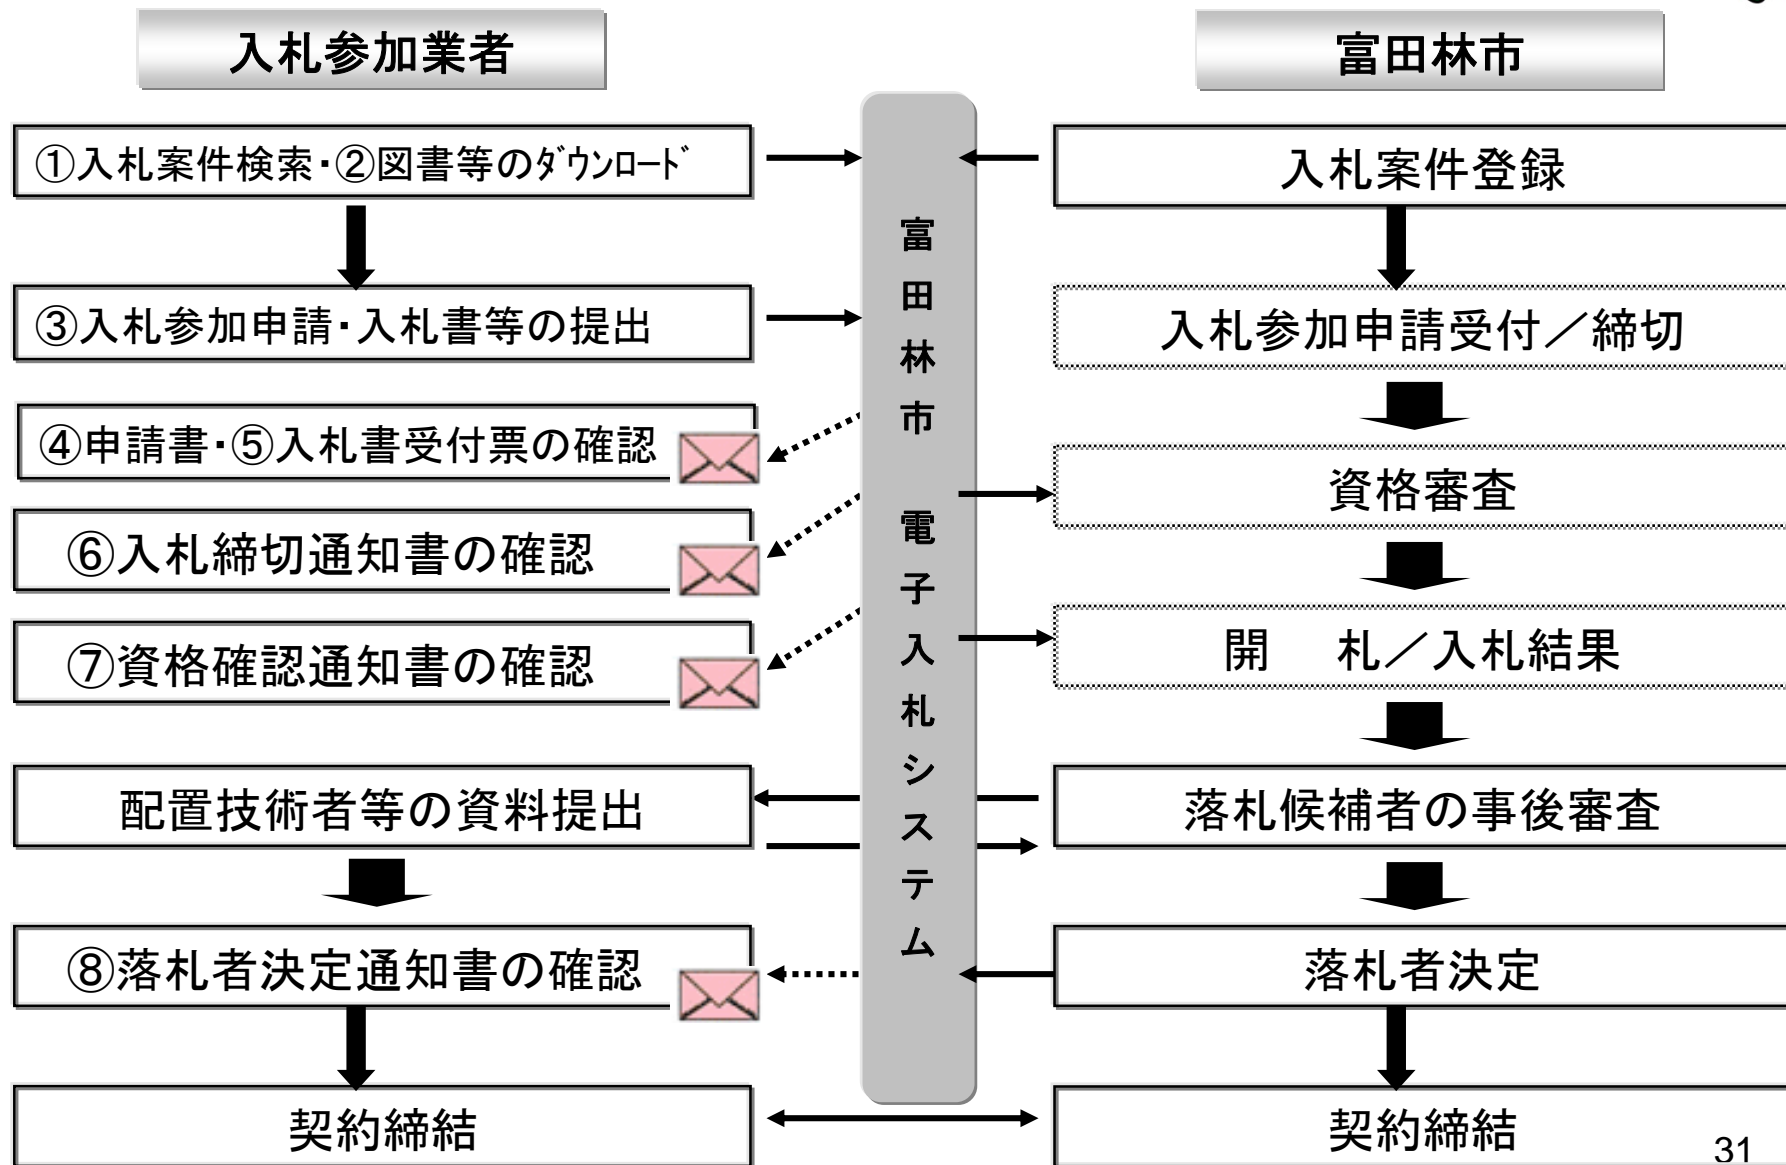 入札参加業者
富田林市
①入札案件検索・②図書等のﾀﾞｳﾝﾛｰﾄﾞ
入札案件登録
③入札参加申請・入札書等の提出
入札参加申請受付／締切
④申請書・⑤入札書受付票の確認
資格審査
⑥入札締切通知書の確認
⑦資格確認通知書の確認
開　札／入札結果
配置技術者等の資料提出
落札候補者の事後審査
⑧落札者決定通知書の確認
落札者決定
契約締結
契約締結
富田林市　電子入札システム
31